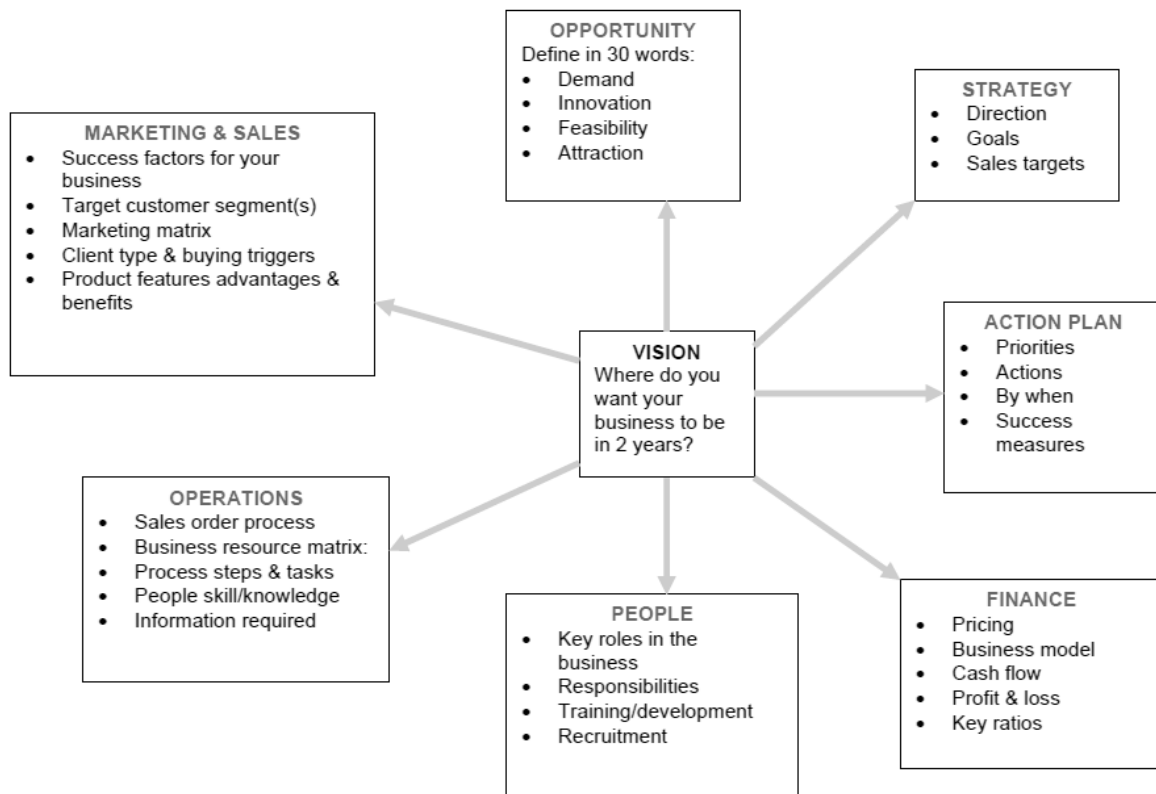 OPPORTUNITY
Define in 30 words:
• Demand
• Innovation
• Feasibility
• Attraction
STRATEGY
• Direction
• Goals
• Sales targets
MARKETING & SALES
• Success factors for your
business
• Target customer segment(s)
• Marketing matrix
• Client type & buying triggers
• Product features advantages &
benefits
VISION
Where do you
want your
business to be
in 2 years?
ACTION PLAN
• Priorities
• Actions
• By when
• Success
measures
OPERATIONS
• Sales order process
• Business resource matrix:
• Process steps & tasks
• People skill/knowledge
• Information required
PEOPLE
• Key roles in the
business
• Responsibilities
• Training/development
• Recruitment
FINANCE
• Pricing
• Business model
• Cash flow
• Profit & loss
• Key ratios